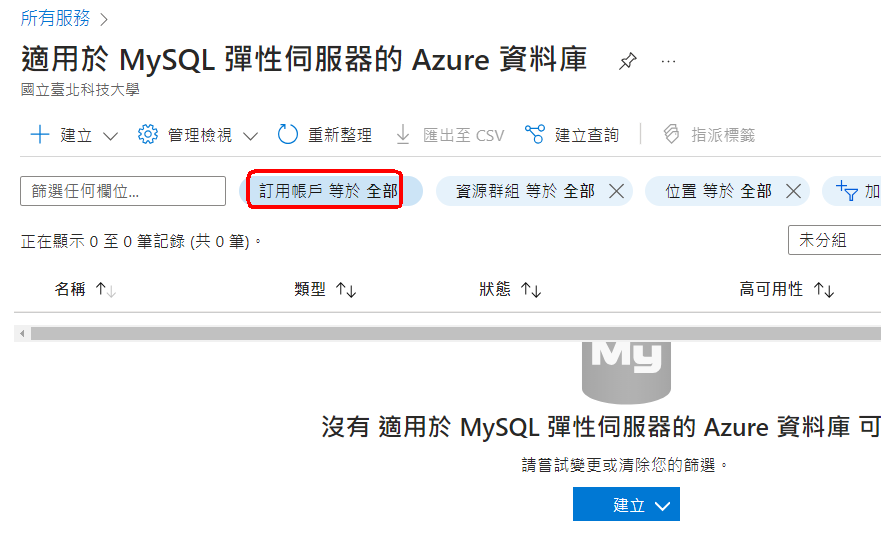 所有服務
適用於 MySQL 彈性伺服器的 Azure 資料庫 ...
國立臺北科技大學
建立 管理檢視 重新整理 匯出至 CSV 建立查詢 指派標籤
篩選任何欄位... 訂用帳戶 等於 全部 資源群組 等於 全部 位置 等於 全部 加
正在顯示 0 至 0 筆記錄 (共 0 筆)。 未分組
名稱 類型 狀態 高可用性
My
沒有 適用於 MySQL 彈性伺服器的 Azure 資料庫 可
請嘗試變更或清除您的篩選。
建立